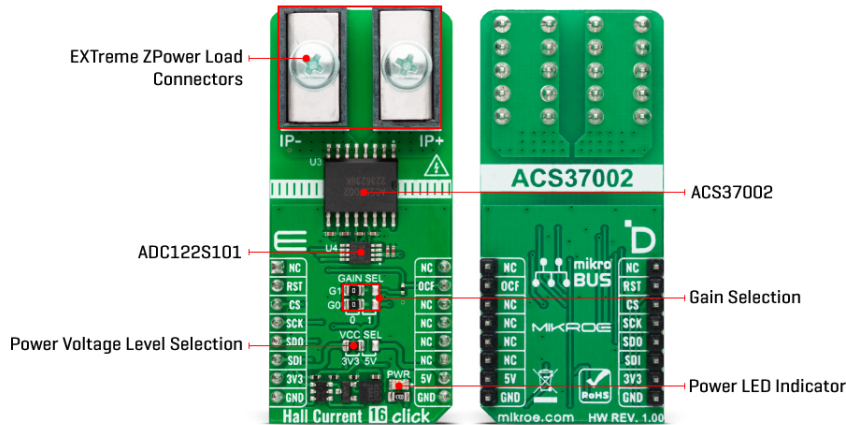 EXTreme ZPower Load
Connectors
IP-
IP+
U3
ACS37002
ACS37002
ADC122S101
U4
GAIN SEL
G1
G0
0 1
VCC SEL
3V3 5V
PWR
Power Voltage Level Selection
Gain Selection
Power LED Indicator
NC
RST
CS
SCK
SDO
SDI
3V3
GND
NC
OCF
NC
NC
NC
NC
5V
GND
Hall Current 16 click
NC
OCF
NC
NC
NC
NC
5V
GND
mikro
BUS
MIKROE
RoHS
NC
RST
CS
SCK
SDO
SDI
3V3
GND
mikroe.com
HW REV. 1.00